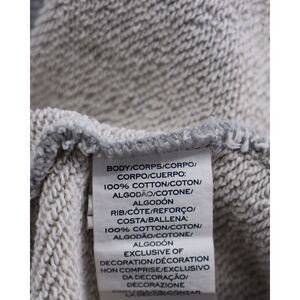 BODY/CORPS/CORPO/
CORPO/CUERPO:
100% COTTON/COTON/
ALGODÃO/COTONE/
ALGODÓN
RIB/CÔTE/REFORÇO/
COSTA/BALLENA:
100% COTTON/COTON/
ALGODÃO/COTONE/
ALGODÓN
EXCLUSIVE OF
DECORATION/DÉCORATION
NON COMPRISE/EXCLUSIVO
DA DECORAÇÃO/
DECORAZIONE